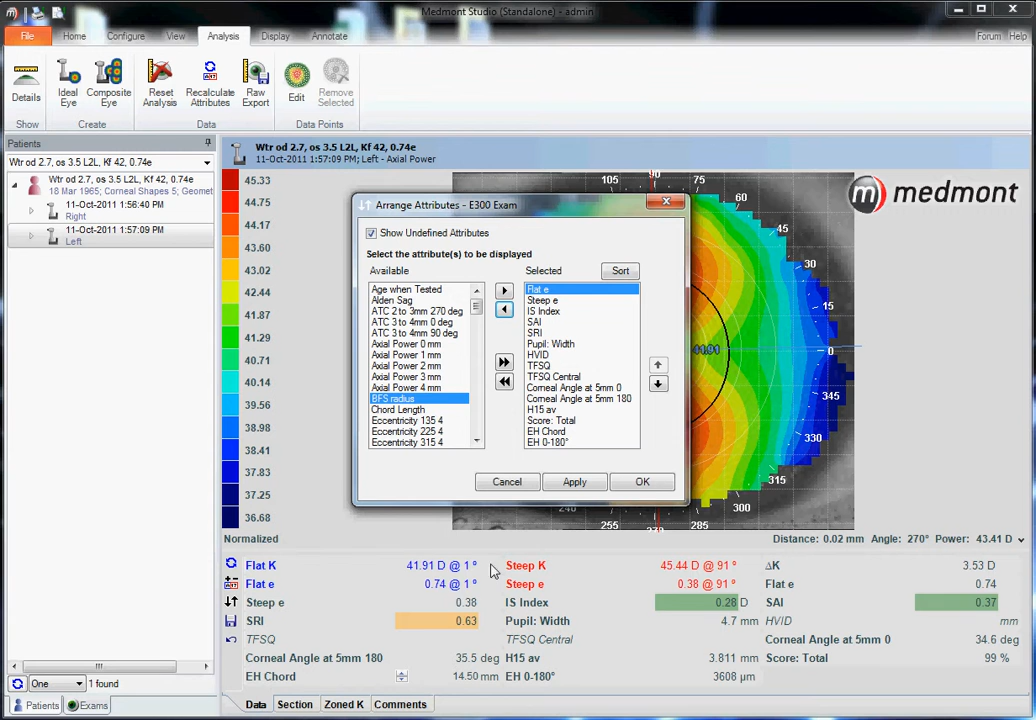 Medmont Studio (Standalone) - admin
File Home Configure View Analysis Display Annotate Forum Help
Details Ideal Eye Composite Eye Reset Analysis Recalculate Attributes Raw Export Edit Remove Selected
Show Create Data Data Points
Patients
Wtr od 2.7, os 3.5 L2L, Kf 42, 0.74e
Wtr od 2.7, os 3.5 L2L, Kf 42, 0.74e
18 Mar 1965; Corneal Shapes 5; Geomet
11-Oct-2011 1:56:40 PM
Right
11-Oct-2011 1:57:09 PM
Left
One 1 found
Patients Exams
Wtr od 2.7, os 3.5 L2L, Kf 42, 0.74e
11-Oct-2011 1:57:09 PM; Left - Axial Power
medmont
45.33
44.75
44.17
43.60
43.02
42.44
41.87
41.29
40.71
40.14
39.56
38.99
38.41
37.83
37.25
36.68
105 90 75
60
45
30
15
0
345
330
315
300
285
255
240
41.91
Arrange Attributes - E300 Exam
Show Undefined Attributes
Select the attribute(s) to be displayed
Available
Age when Tested
Alden Sag
ATC 2 to 3mm 270 deg
ATC 3 to 4mm 0 deg
ATC 3 to 4mm 90 deg
Axial Power 0 mm
Axial Power 1 mm
Axial Power 2 mm
Axial Power 3 mm
Axial Power 4 mm
BFS radius
Chord Length
Eccentricity 135 4
Eccentricity 225 4
Eccentricity 315 4
Selected Sort
Flat e
Steep e
IS Index
SAI
SRI
Pupil: Width
HVID
TFSQ
TFSQ Central
Corneal Angle at 5mm 0
Corneal Angle at 5mm 180
H15 av
Score: Total
EH Chord
EH 0-180°
Cancel Apply OK
Normalized Distance: 0.02 mm Angle: 270° Power: 43.41 D
Flat K 41.91 D @ 1 º Steep K 45.44 D @ 91 º ΔK 3.53 D
Flat e 0.74 @ 1 º Steep e 0.38 @ 91 º Flat e 0.74
Steep e 0.38 IS Index 0.28 D SAI 0.37
SRI 0.63 Pupil: Width 4.7 mm HVID mm
TFSQ TFSQ Central Corneal Angle at 5mm 0 34.6 deg
Corneal Angle at 5mm 180 35.5 deg H15 av 3.811 mm Score: Total 99 %
EH Chord 14.50 mm EH 0-180° 3608 µm
Data Section Zoned K Comments